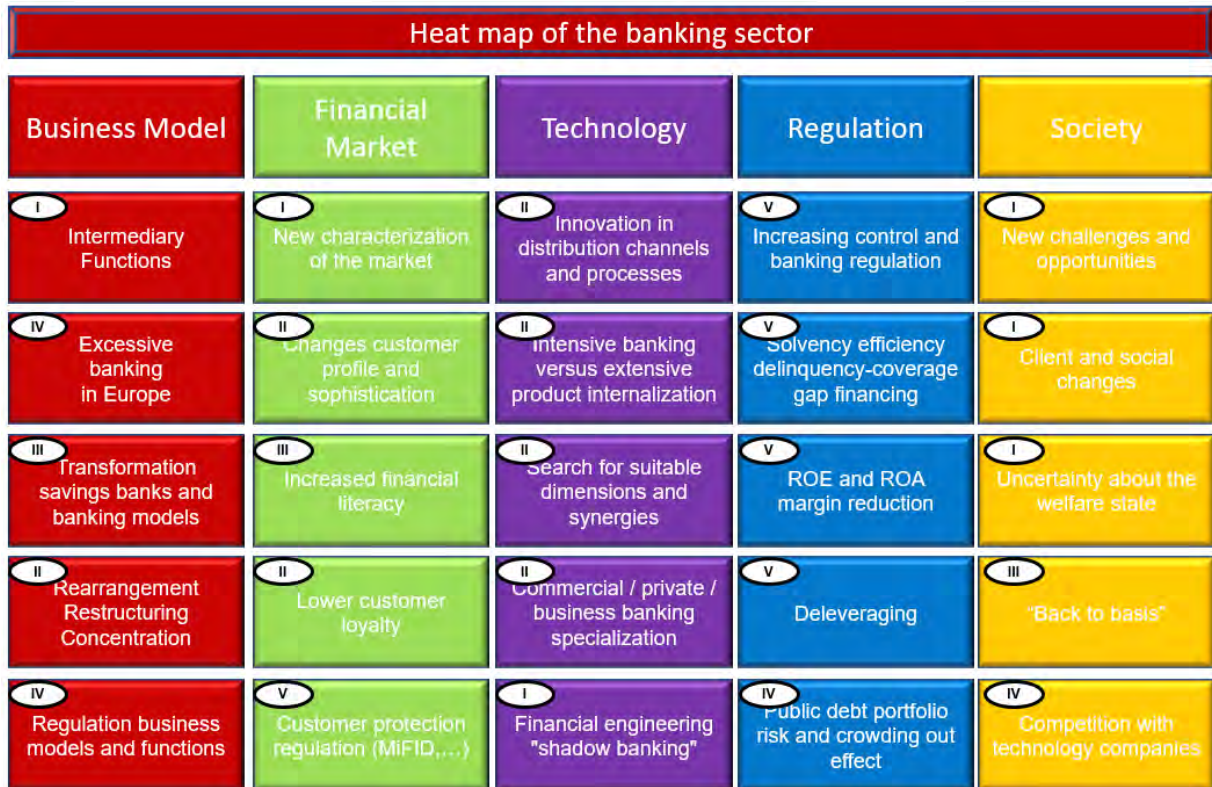 Heat map of the banking sector
Business Model
Financial
Market
Technology
Regulation
Society
I
Intermediary
Functions
I
New characterization
of the market
II
Innovation in
distribution channels
and processes
V
Increasing control and
banking regulation
I
New challenges and
opportunities
IV
Excessive
banking
in Europe
II
Changes customer
profile and
sophistication
II
Intensive banking
versus extensive
product internalization
V
Solvency efficiency
delinquency-coverage
gap financing
I
Client and social
changes
III
Transformation
savings banks and
banking models
III
Increased financial
literacy
II
Search for suitable
dimensions and
synergies
V
ROE and ROA
margin reduction
I
Uncertainty about the
welfare state
II
Rearrangement
Restructuring
Concentration
II
Lower customer
loyalty
II
Commercial / private /
business banking
specialization
V
Deleveraging
III
"Back to basis"
IV
Regulation business
models and functions
V
Customer protection
regulation (MiFID,...)
I
Financial engineering
"shadow banking"
IV
Public debt portfolio
risk and crowding out
effect
IV
Competition with
technology companies